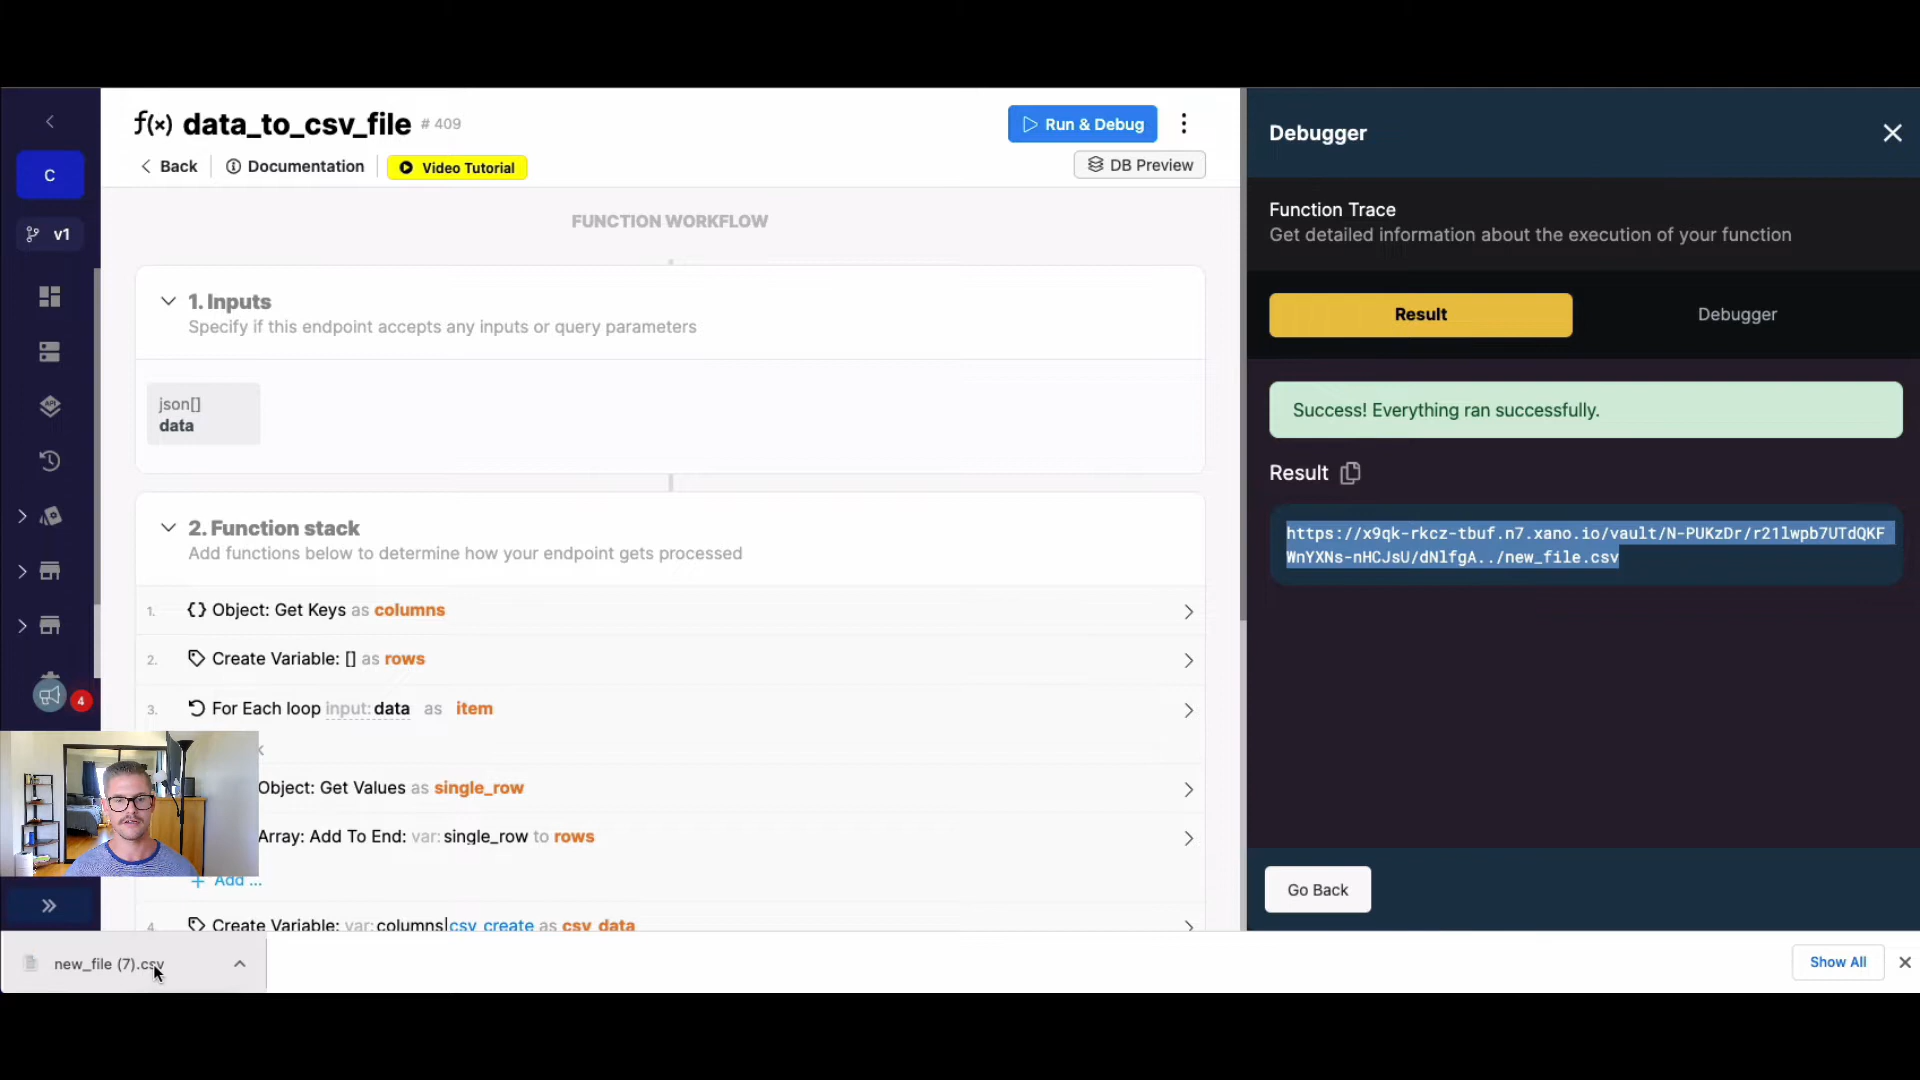 f(x) data_to_csv_file # 409
Run & Debug
Back
Documentation
Video Tutorial
DB Preview
C
v1
API
4
FUNCTION WORKFLOW
1. Inputs
Specify if this endpoint accepts any inputs or query parameters
json[]
data
2. Function stack
Add functions below to determine how your endpoint gets processed
1. {} Object: Get Keys as columns
2. Create Variable: [] as rows
3. For Each loop input: data as item
Object: Get Values as single_row
Array: Add To End: var: single_row to rows
+ Add ...
4. Create Variable: var: columns|csv_create as csv_data
Debugger
Function Trace
Get detailed information about the execution of your function
Result
Debugger
Success! Everything ran successfully.
Result
https://x9qk-rkcz-tbuf.n7.xano.io/vault/N-PUKzDr/r21lwpb7UTdQKF
WnYXNs-nHCJsU/dNlfgA../new_file.csv
Go Back
new_file (7).csv
Show All